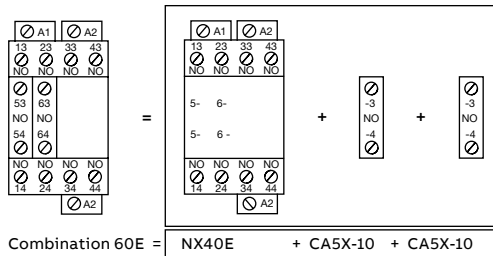 A1 A2 A1 A2
13 23 33 43 13 23 33 43
NO NO NO NO NO NO NO NO
53 63 5- 6- -3 -3
NO NO = + NO + NO
54 64 5- 6 - -4 -4
NO NO NO NO NO NO NO NO
14 24 34 44 14 24 34 44
A2 A2
Combination 60E = NX40E + CA5X-10 + CA5X-10